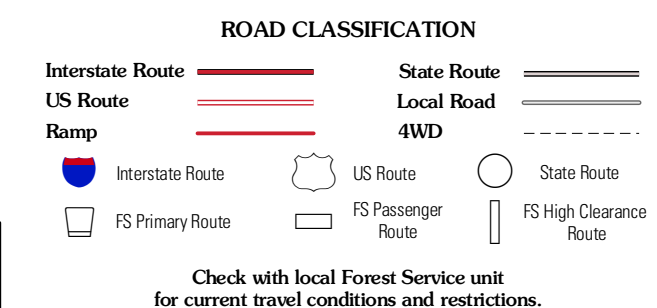 ROAD CLASSIFICATION
Interstate Route
State Route
US Route
Local Road
Ramp
4WD
Interstate Route
US Route
State Route
FS Primary Route
FS Passenger
Route
FS High Clearance
Route
Check with local Forest Service unit
for current travel conditions and restrictions.